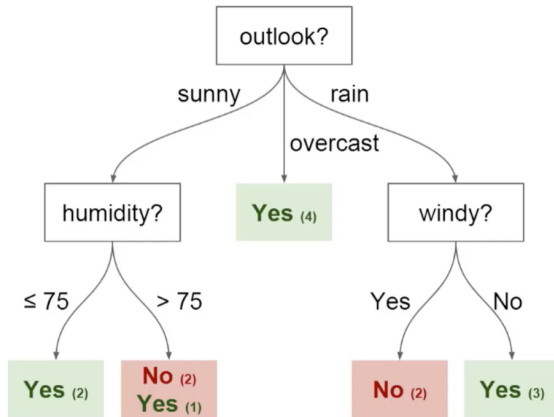 outlook?
sunny
rain
overcast
humidity?
Yes (4)
windy?
≤ 75
> 75
Yes
No
Yes (2)
No (2)
Yes (1)
No (2)
Yes (3)